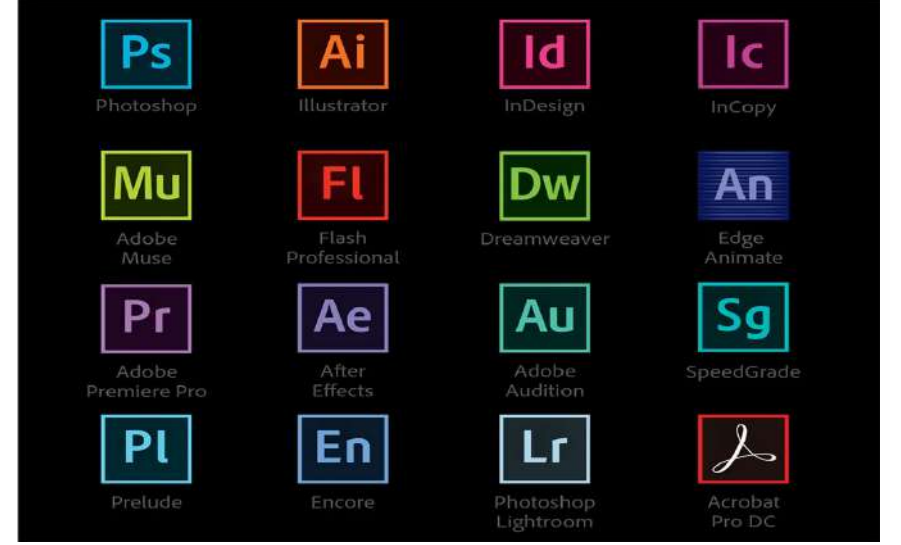 Ps Ai Id Ic
Photoshop Illustrator InDesign InCopy
Mu Fl Dw An
Adobe Flash Dreamweaver Edge
Muse Professional Animate
Pr Ae Au Sg
Adobe After Adobe SpeedGrade
Premiere Pro Effects Audition
Pl En Lr
Prelude Encore Photoshop Acrobat
Lightroom Pro DC